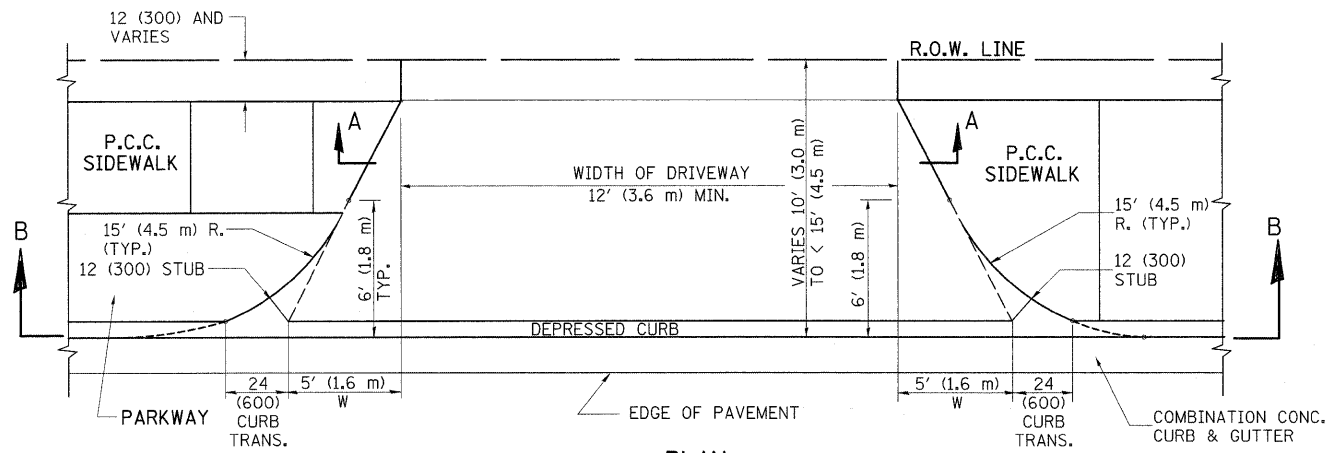 12 (300) AND
VARIES
R.O.W. LINE
A
A
P.C.C.
SIDEWALK
P.C.C.
SIDEWALK
WIDTH OF DRIVEWAY
12' (3.6 m) MIN.
VARIES 10' (3.0 m)
TO < 15' (4.5 m)
B
B
15' (4.5 m) R.
(TYP.)
12 (300) STUB
6' (1.8 m)
TYP.
6' (1.8 m)
15' (4.5 m)
R. (TYP.)
12 (300)
STUB
DEPRESSED CURB
24
(600)
CURB
TRANS.
5' (1.6 m)
W
5' (1.6 m)
W
24
(600)
CURB
TRANS.
PARKWAY
EDGE OF PAVEMENT
COMBINATION CONC.
CURB & GUTTER